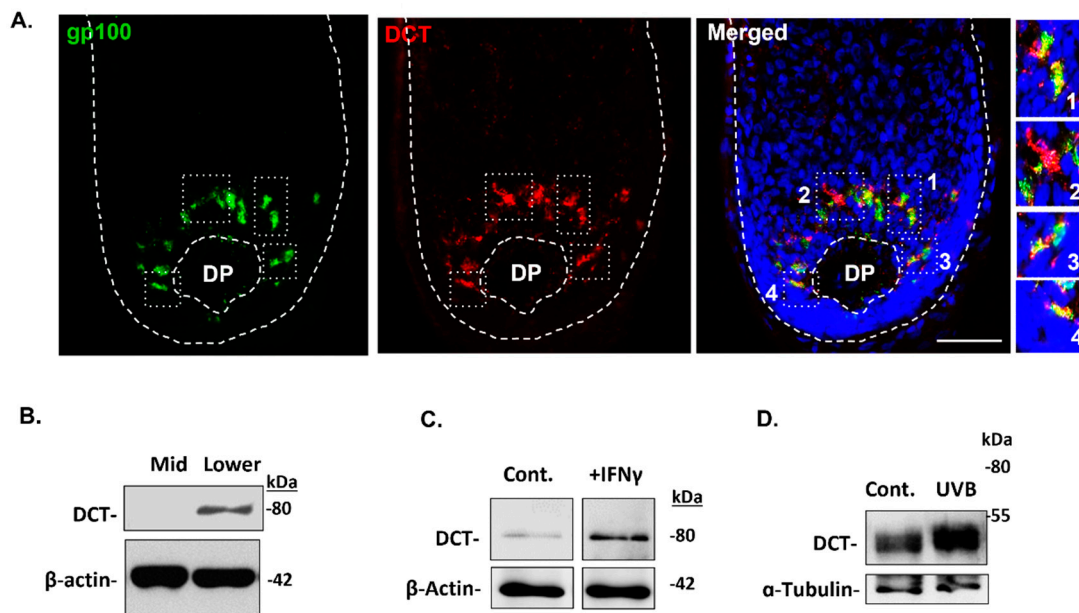 A.
gp100 DCT Merged
1
2
1
2
3
4
3
4
DP DP DP
B.
Mid Lower
kDa
DCT- -80
β-actin- -42
C.
Cont. +IFNγ
kDa
DCT- -80
β-Actin- -42
D.
kDa
-80
Cont. UVB
-55
DCT-
α-Tubulin-